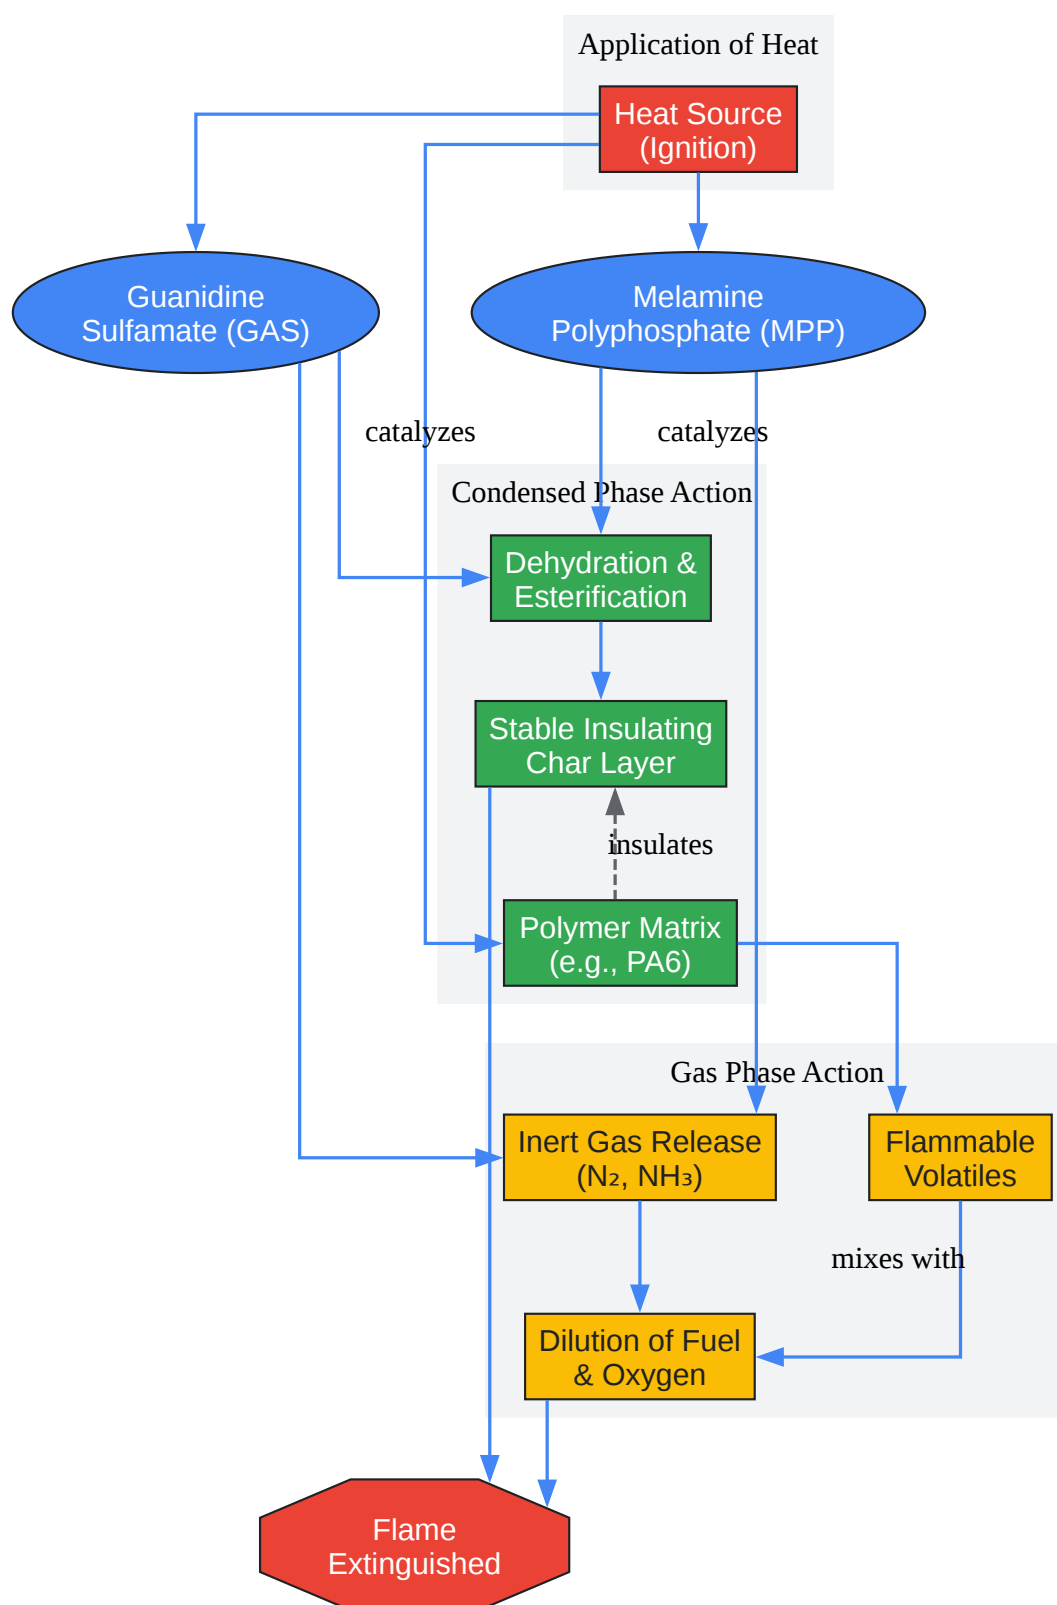 Application of Heat
Heat Source
(Ignition)
Guanidine
Sulfamate (GAS)
Melamine
Polyphosphate (MPP)
catalyzes
catalyzes
Condensed Phase Action
Dehydration &
Esterification
Stable Insulating
Char Layer
insulates
Polymer Matrix
(e.g., PA6)
Gas Phase Action
Inert Gas Release
(N₂, NH₃)
Flammable
Volatiles
mixes with
Dilution of Fuel
& Oxygen
Flame
Extinguished